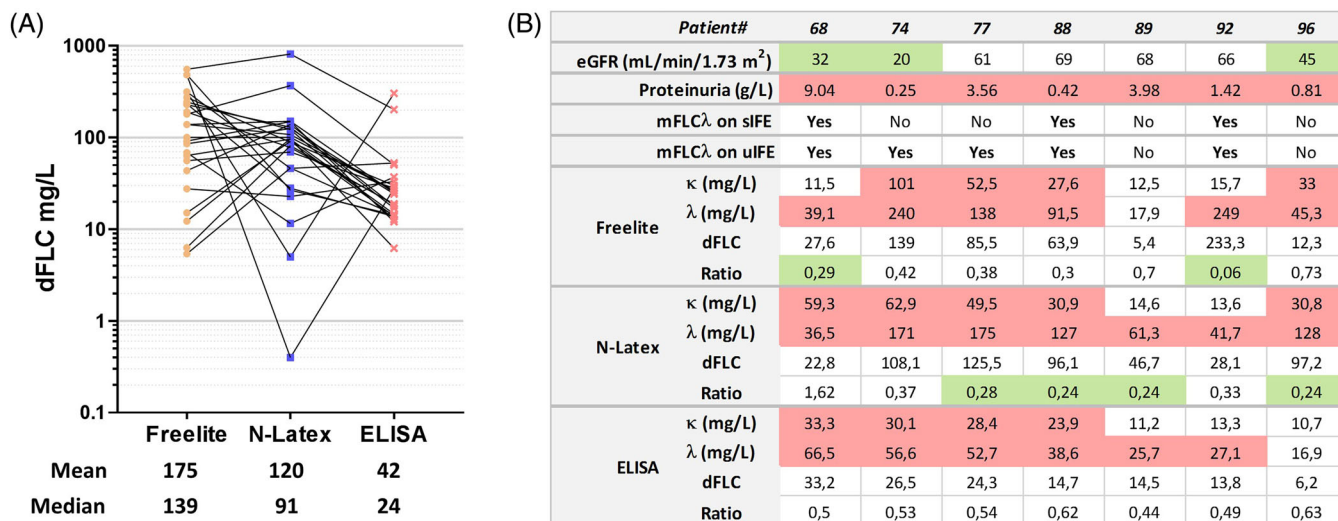 (A)
1000
100
10
1
0.1
dFLC mg/L
Freelite N-Latex ELISA
Mean 175 120 42
Median 139 91 24
(B)
Patient# 68 74 77 88 89 92 96
eGFR (mL/min/1.73 m²) 32 20 61 69 68 66 45
Proteinuria (g/L) 9.04 0.25 3.56 0.42 3.98 1.42 0.81
mFLCλ on sIFE Yes No No Yes No Yes No
mFLCλ on uIFE Yes Yes Yes Yes No Yes No
Freelite
κ (mg/L) 11,5 101 52,5 27,6 12,5 15,7 33
λ (mg/L) 39,1 240 138 91,5 17,9 249 45,3
dFLC 27,6 139 85,5 63,9 5,4 233,3 12,3
Ratio 0,29 0,42 0,38 0,3 0,7 0,06 0,73
N-Latex
κ (mg/L) 59,3 62,9 49,5 30,9 14,6 13,6 30,8
λ (mg/L) 36,5 171 175 127 61,3 41,7 128
dFLC 22,8 108,1 125,5 96,1 46,7 28,1 97,2
Ratio 1,62 0,37 0,28 0,24 0,24 0,33 0,24
ELISA
κ (mg/L) 33,3 30,1 28,4 23,9 11,2 13,3 10,7
λ (mg/L) 66,5 56,6 52,7 38,6 25,7 27,1 16,9
dFLC 33,2 26,5 24,3 14,7 14,5 13,8 6,2
Ratio 0,5 0,53 0,54 0,62 0,44 0,49 0,63